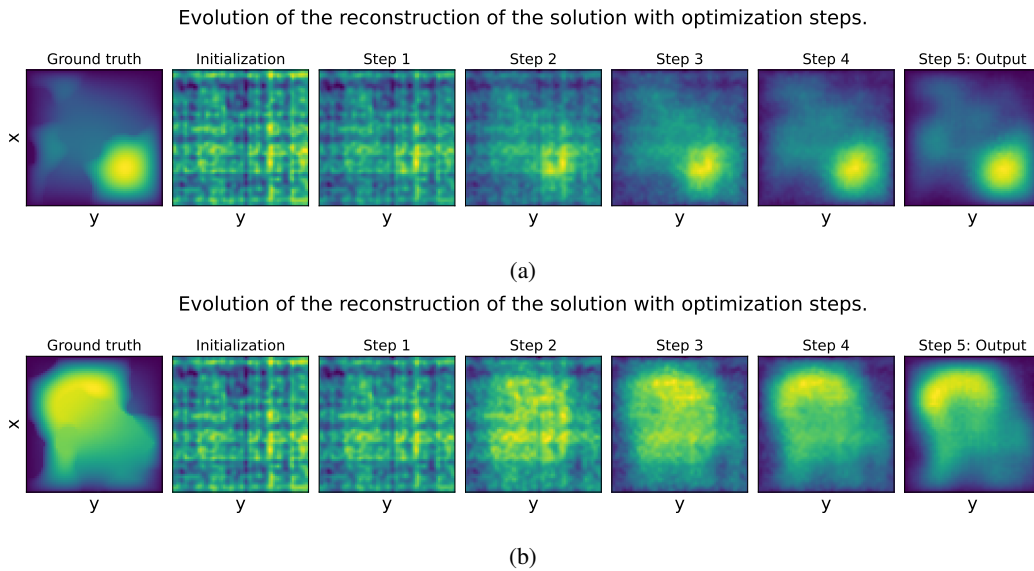 Evolution of the reconstruction of the solution with optimization steps.
Ground truth Initialization Step 1 Step 2 Step 3 Step 4 Step 5: Output
x
y y y y y y y
(a)
Evolution of the reconstruction of the solution with optimization steps.
Ground truth Initialization Step 1 Step 2 Step 3 Step 4 Step 5: Output
x
y y y y y y y
(b)